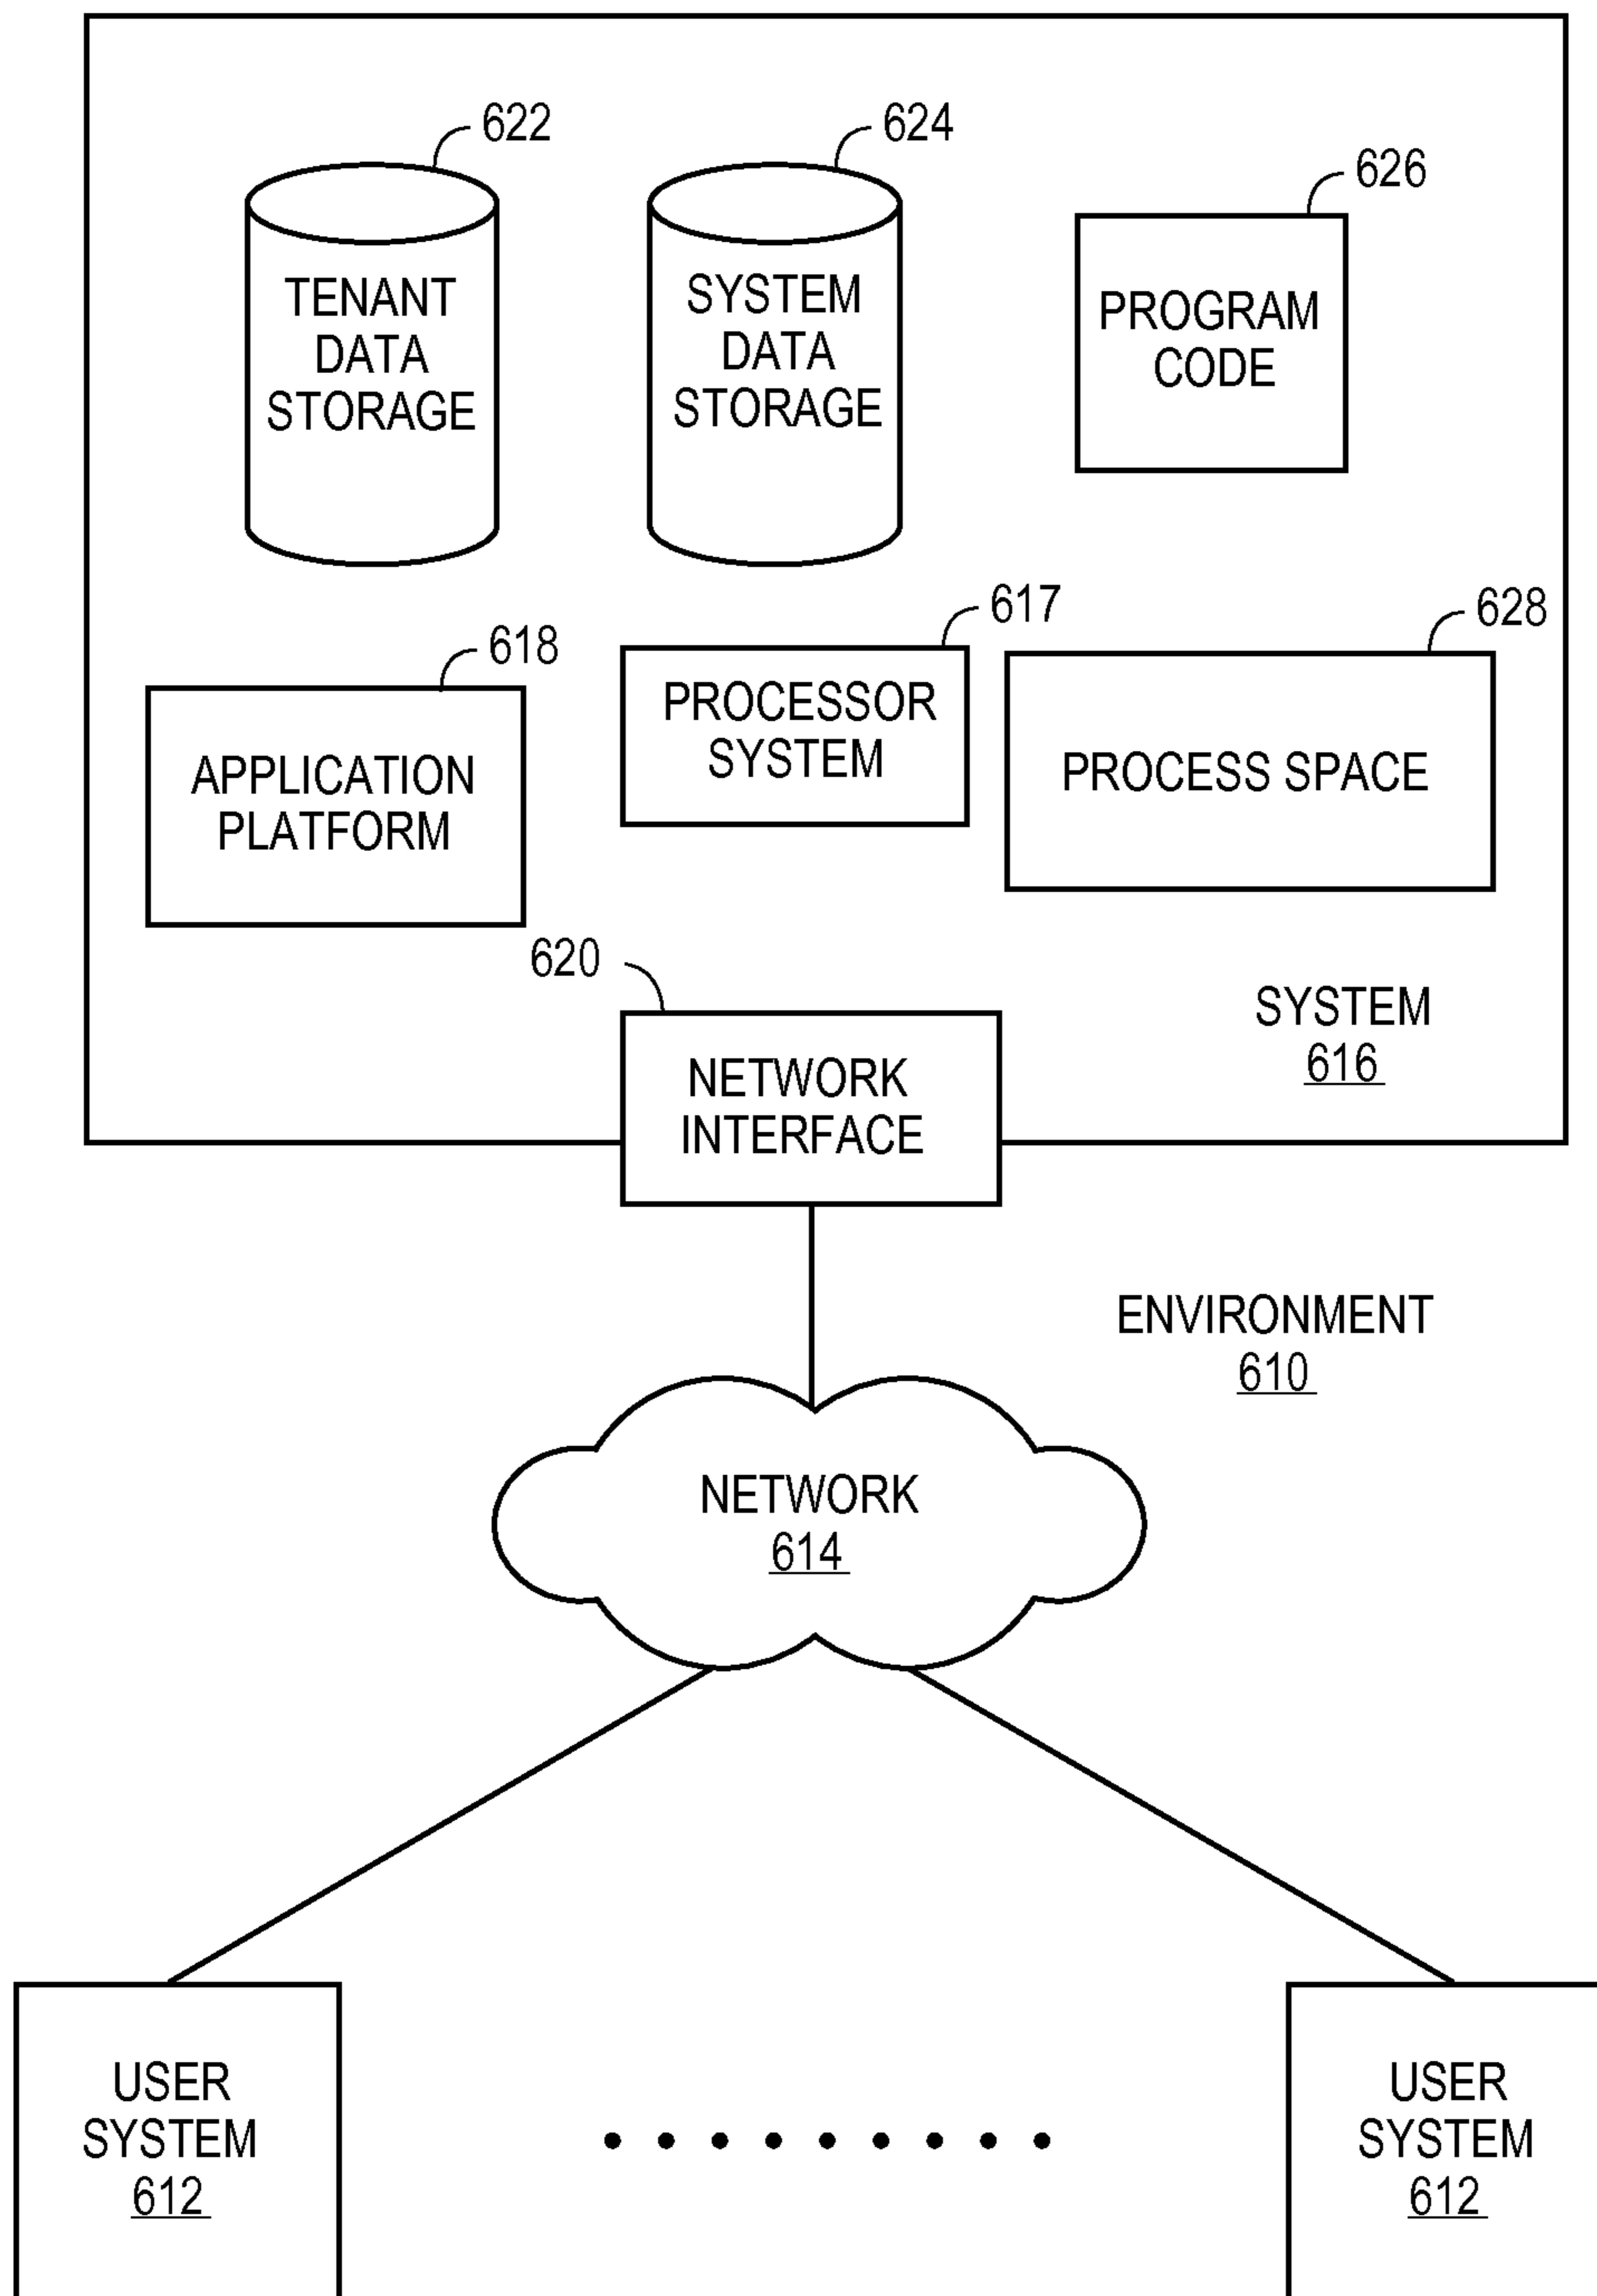 622
624
626
TENANT
DATA
STORAGE
SYSTEM
DATA
STORAGE
PROGRAM
CODE
618
617
628
APPLICATION
PLATFORM
PROCESSOR
SYSTEM
PROCESS SPACE
620
NETWORK
INTERFACE
SYSTEM
616
ENVIRONMENT
610
NETWORK
614
USER
SYSTEM
612
USER
SYSTEM
612